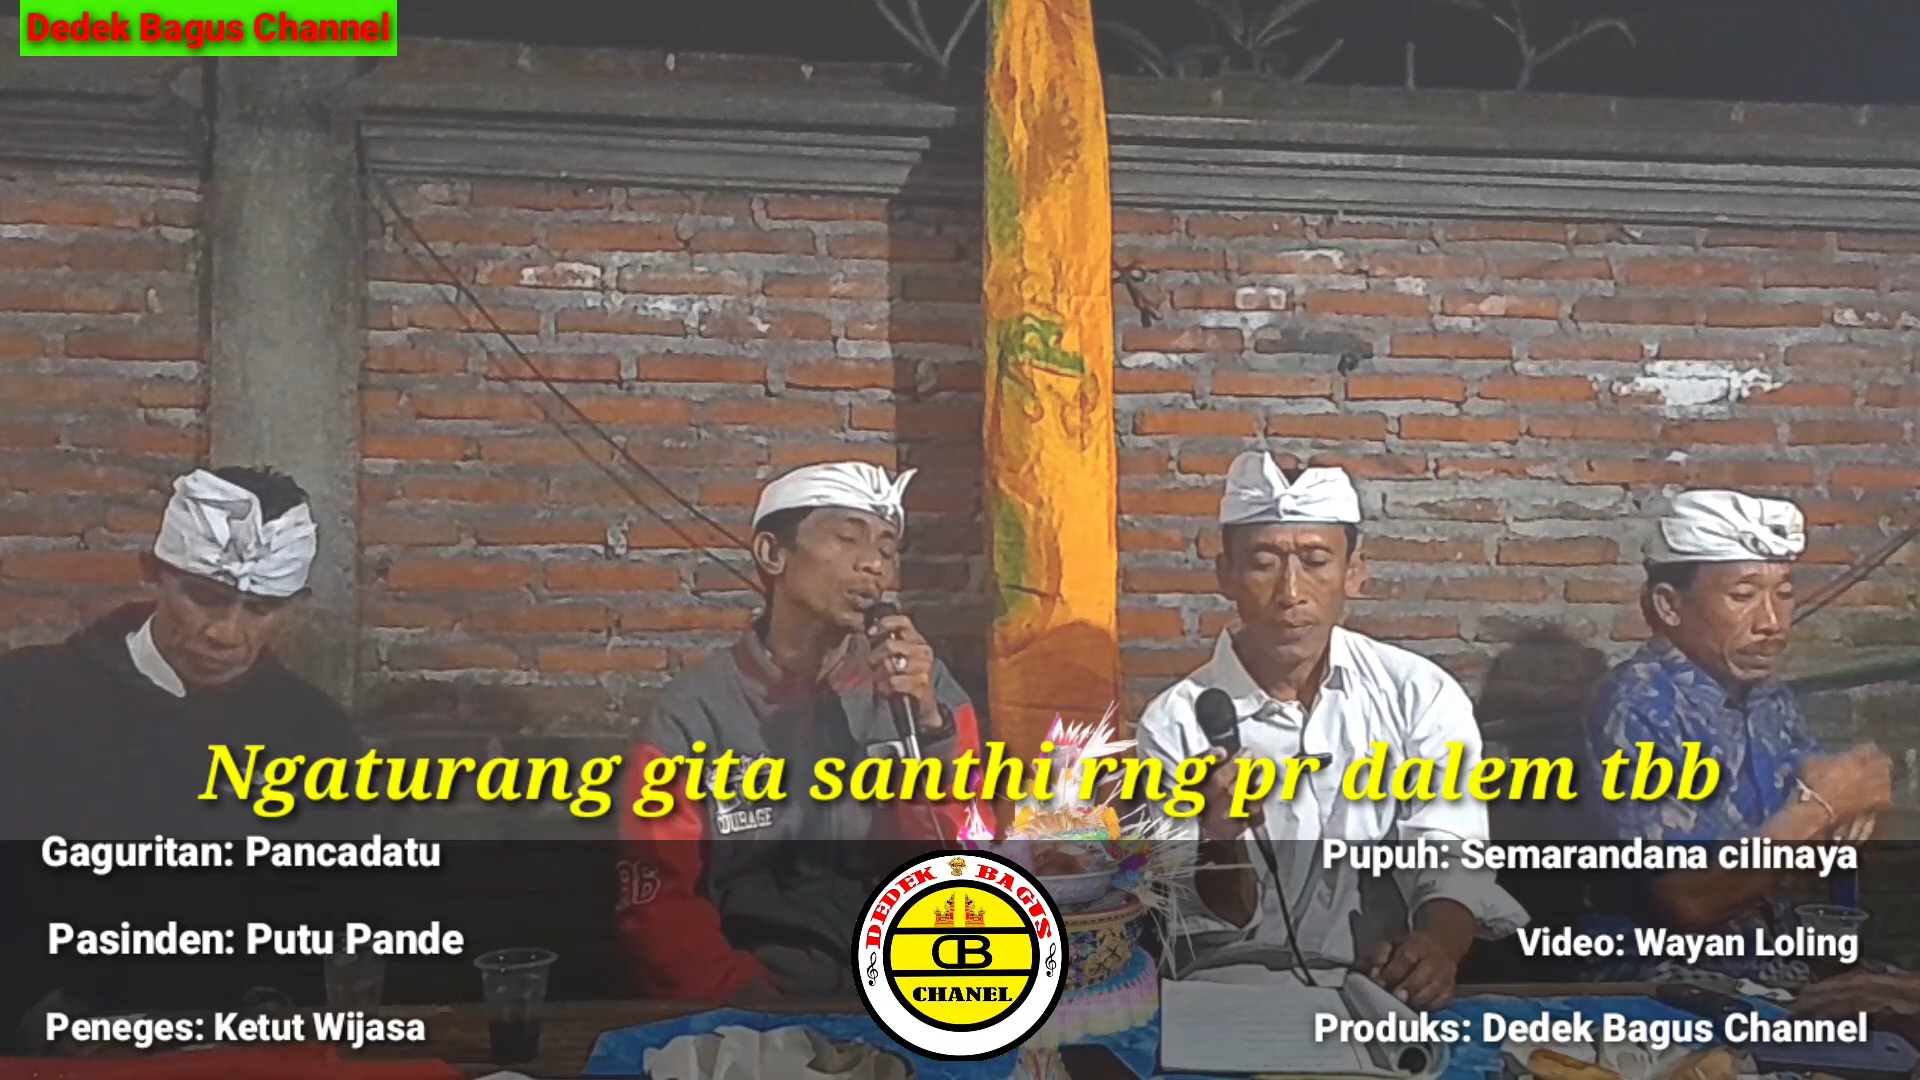 Dedek Bagus Channel
Ngaturang gita santhi rng pr dalem tbb
Gaguritan: Pancadatu
Pupuh: Semarandana cilinaya
Pasinden: Putu Pande
Video: Wayan Loling
Peneges: Ketut Wijasa
Produks: Dedek Bagus Channel
DEDEK BAGUS
DB
CHANEL